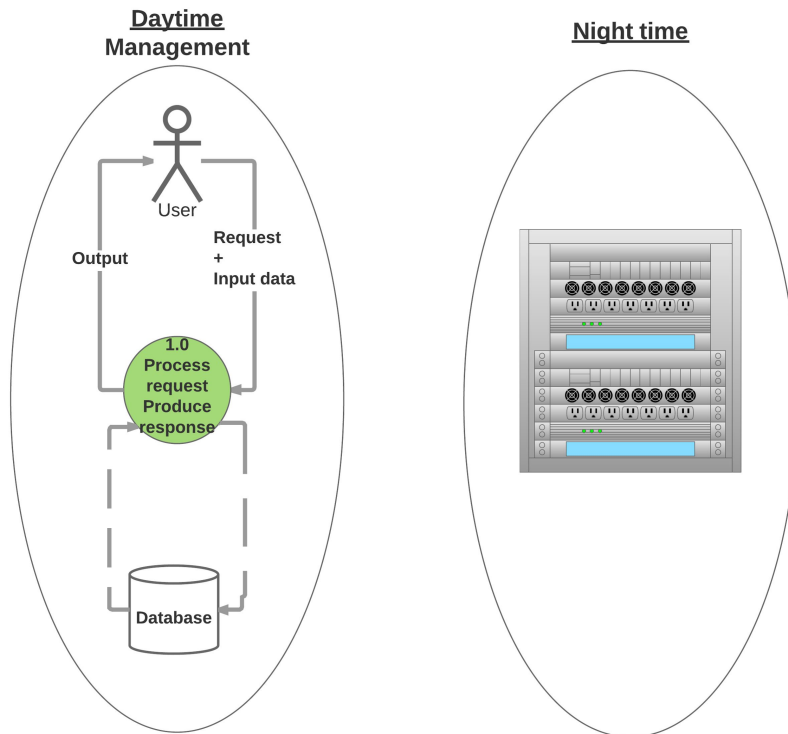 Daytime
Management
Night time
User
Output
Request
+
Input data
1.0
Process
request
Produce
response
Database